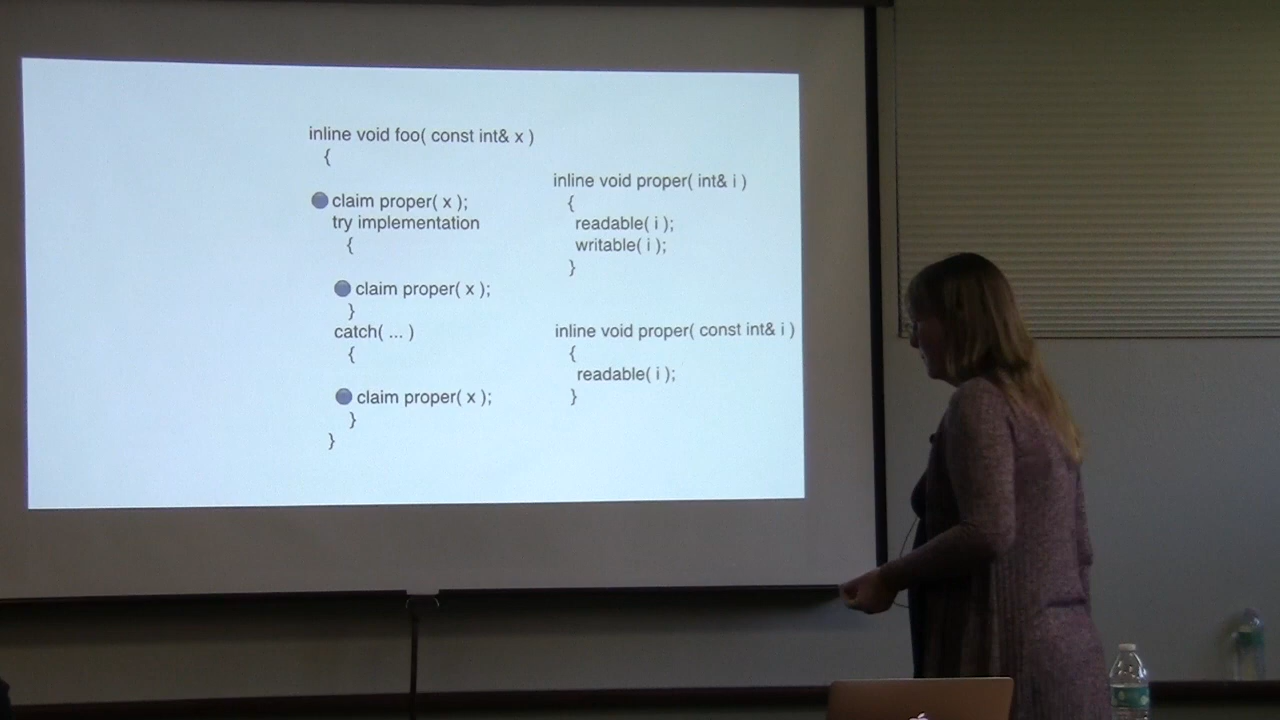 inline void foo( const int& x )
{
claim proper( x );
try implementation
{
claim proper( x );
}
catch( ... )
{
claim proper( x );
}
}
inline void proper( int& i )
{
readable( i );
writable( i );
}
inline void proper( const int& i )
{
readable( i );
}